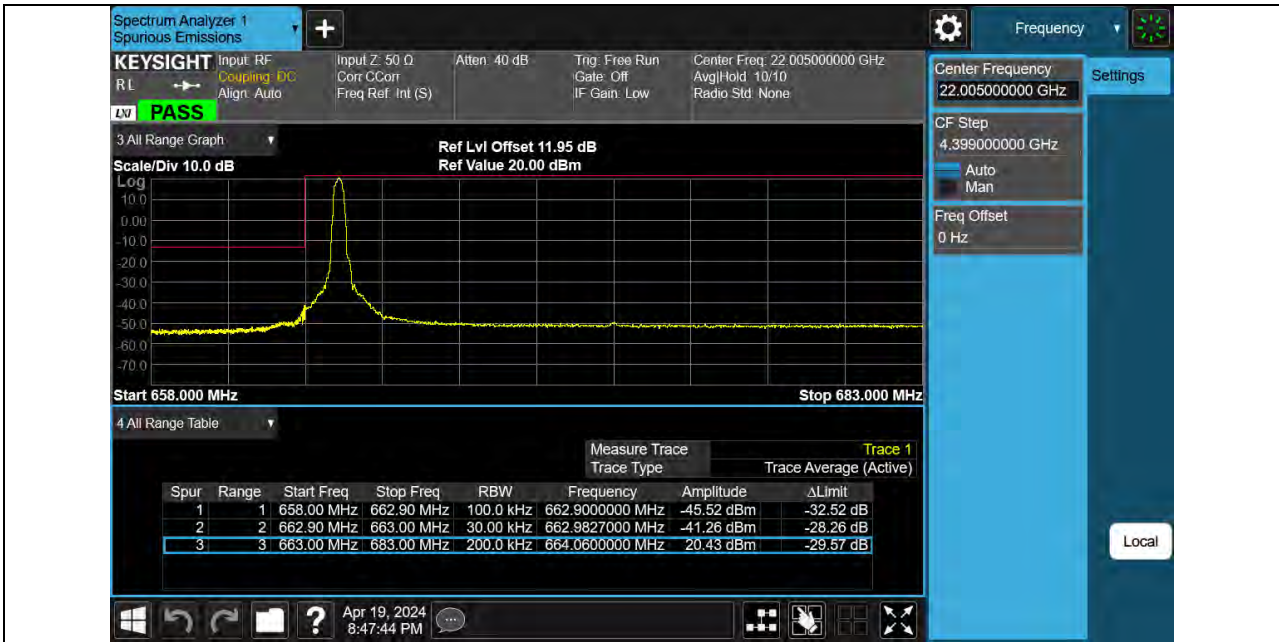 Spectrum Analyzer 1
Spurious Emissions
+
Frequency
KEYSIGHT Input: RF Input Z: 50 Ω Atten: 40 dB Trig: Free Run Center Freq: 22.005000000 GHz
RL Coupling: DC Corr CCorr Gate: Off Avg|Hold: 10/10
Align: Auto Freq Ref: Int (S) IF Gain: Low Radio Std: None
LXI PASS
Center Frequency
22.005000000 GHz
Settings
CF Step
4.399000000 GHz
Auto
Man
Freq Offset
0 Hz
3 All Range Graph
Ref Lvl Offset 11.95 dB
Scale/Div 10.0 dB Ref Value 20.00 dBm
Log
10.0
0.00
-10.0
-20.0
-30.0
-40.0
-50.0
-60.0
-70.0
Start 658.000 MHz Stop 683.000 MHz
4 All Range Table
Measure Trace Trace 1
Trace Type Trace Average (Active)
Spur Range Start Freq Stop Freq RBW Frequency Amplitude ΔLimit
1 1 658.00 MHz 662.90 MHz 100.0 kHz 662.9000000 MHz -45.52 dBm -32.52 dB
2 2 662.90 MHz 663.00 MHz 30.00 kHz 662.9827000 MHz -41.26 dBm -28.26 dB
3 3 663.00 MHz 683.00 MHz 200.0 kHz 664.0600000 MHz 20.43 dBm -29.57 dB
Local
?
Apr 19, 2024
8:47:44 PM